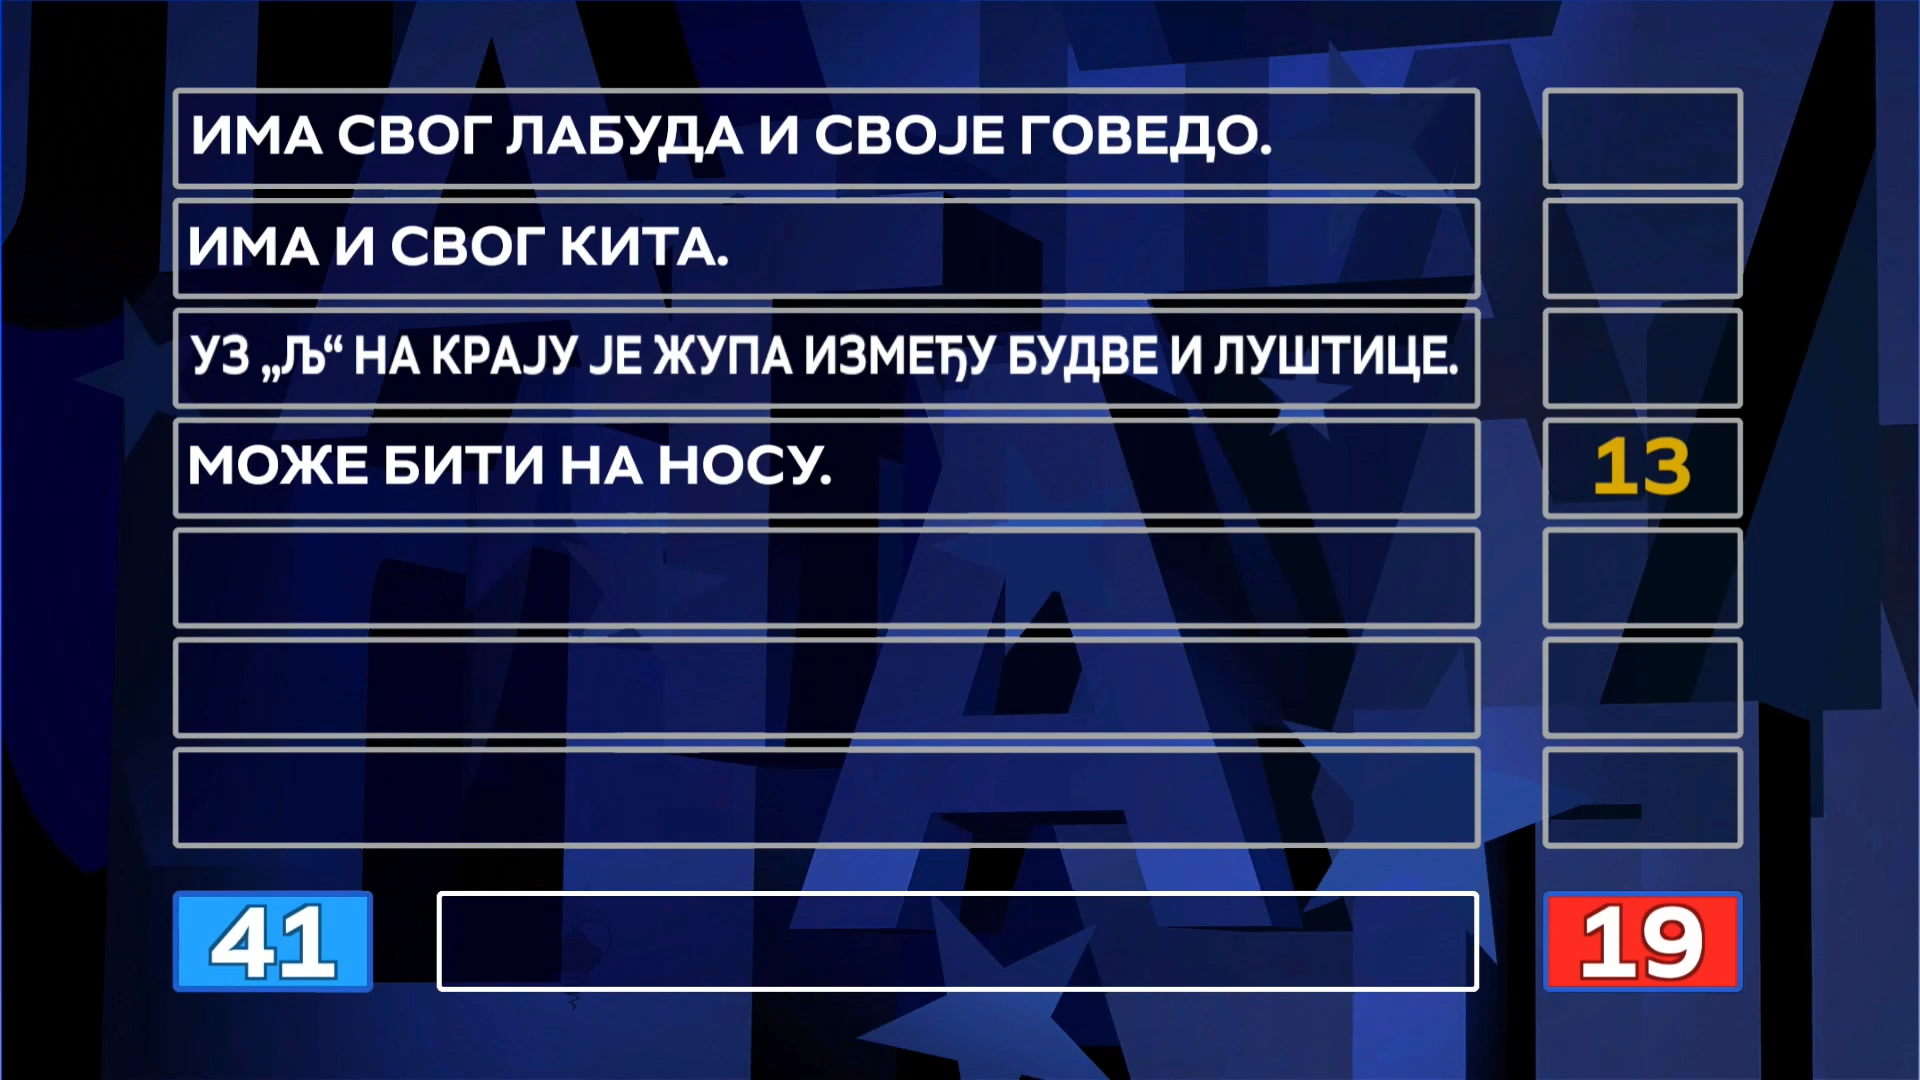 ИМА СВОГ ЛАБУДА И СВОЈЕ ГОВЕДО.
ИМА И СВОГ КИТА.
УЗ „Љ“ НА КРАЈУ ЈЕ ЖУПА ИЗМЕЂУ БУДВЕ И ЛУШТИЦЕ.
МОЖЕ БИТИ НА НОСУ.
13
41
19